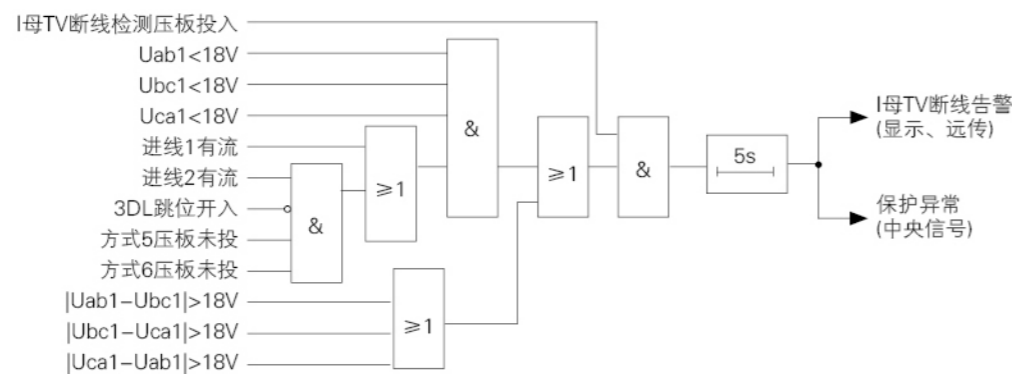 I母TV断线检测压板投入
Uab1<18V
Ubc1<18V
Uca1<18V
进线1有流
进线2有流
3DL跳位开入
方式5压板未投
方式6压板未投
|Uab1-Ubc1|>18V
|Ubc1-Uca1|>18V
|Uca1-Uab1|>18V
&
≥1
&
≥1
≥1
&
5s
I母TV断线告警
(显示、远传)
保护异常
(中央信号)